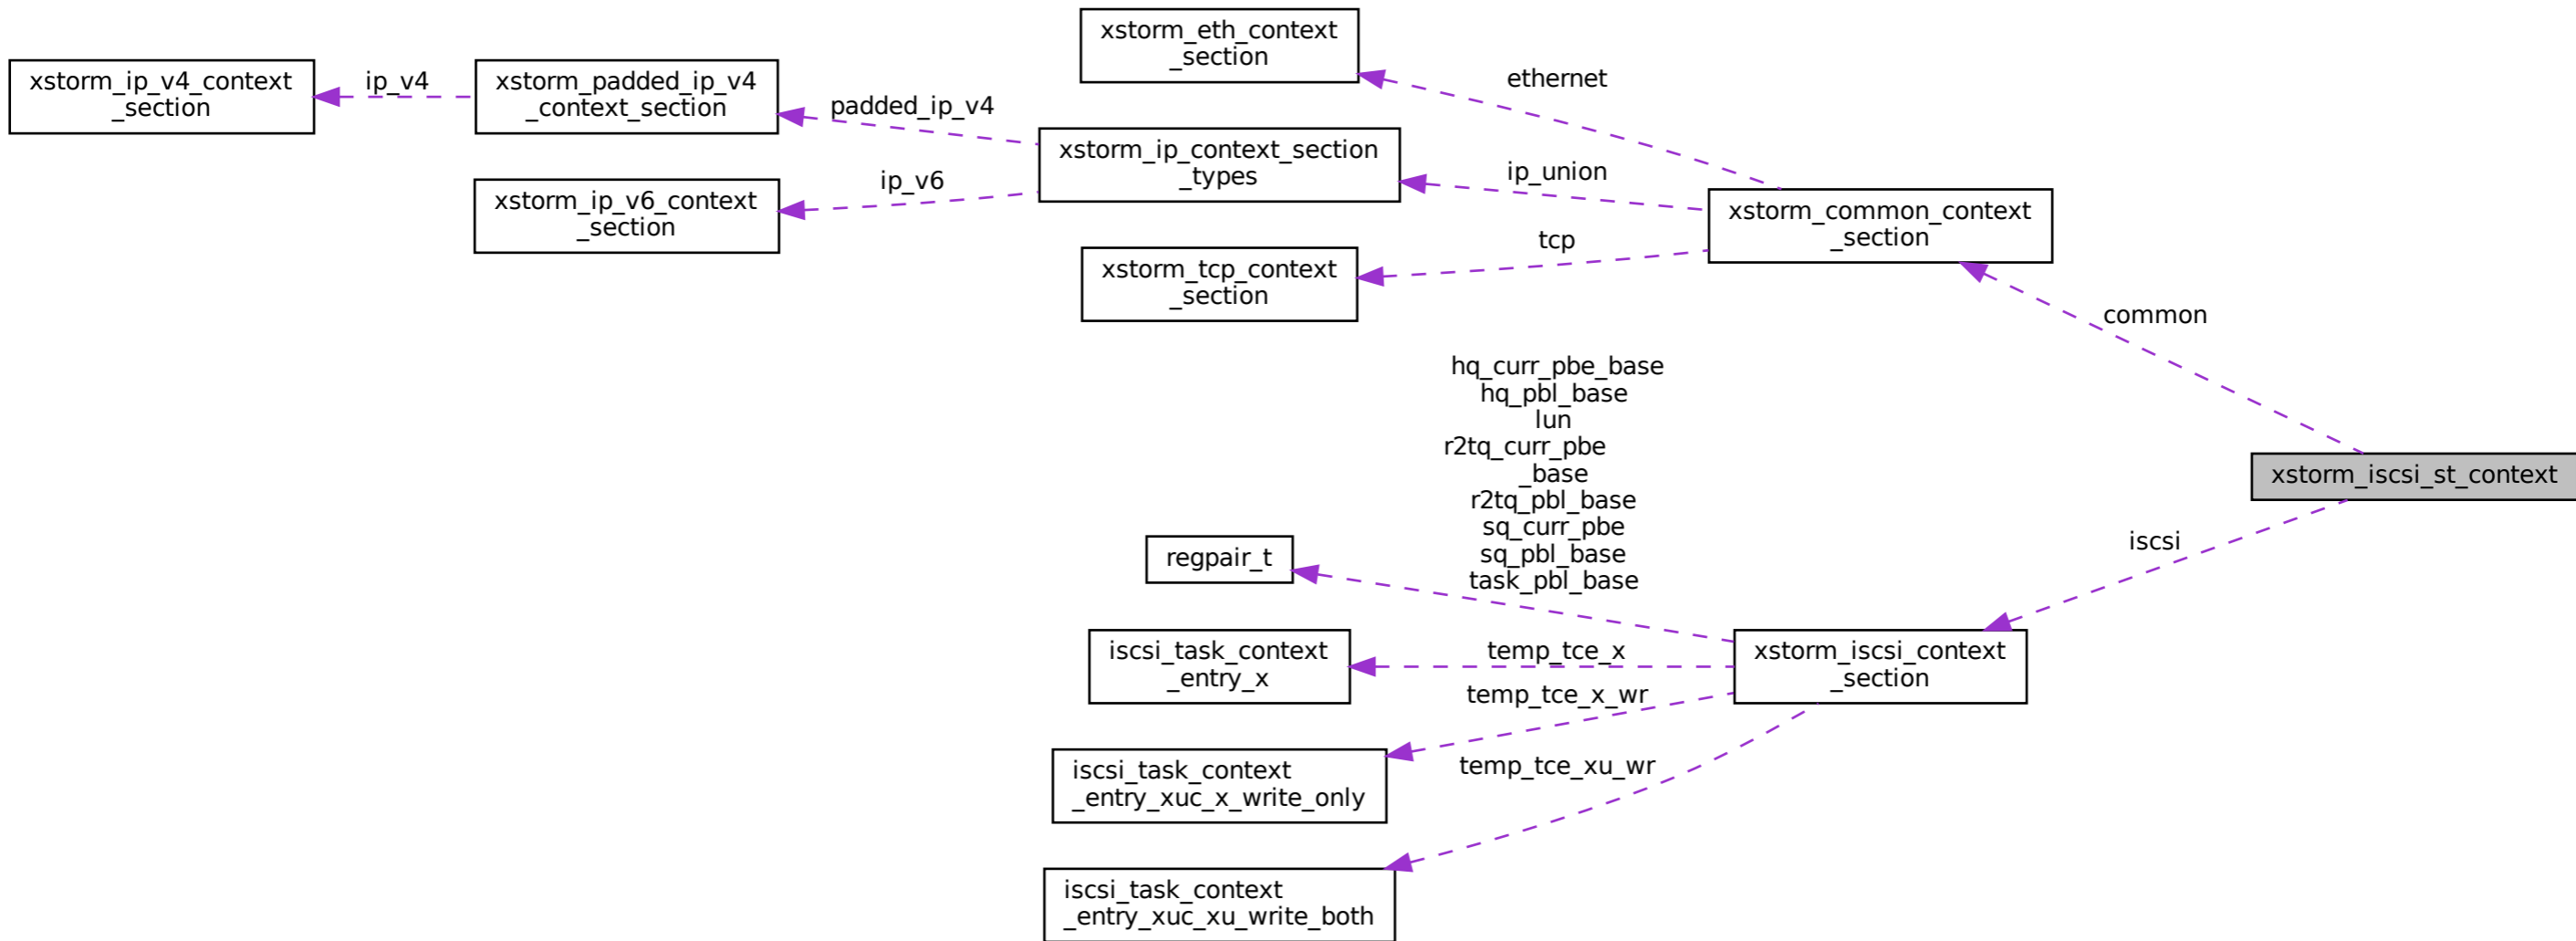 xstorm_eth_context
_section
ethernet
xstorm_ip_v4_context
_section
ip_v4
xstorm_padded_ip_v4
_context_section
padded_ip_v4
xstorm_ip_context_section
_types
ip_union
xstorm_ip_v6_context
_section
ip_v6
xstorm_common_context
_section
tcp
xstorm_tcp_context
_section
common
hq_curr_pbe_base
hq_pbl_base
lun
r2tq_curr_pbe
_base
r2tq_pbl_base
sq_curr_pbe
sq_pbl_base
task_pbl_base
xstorm_iscsi_st_context
iscsi
regpair_t
iscsi_task_context
_entry_x
temp_tce_x
xstorm_iscsi_context
_section
temp_tce_x_wr
iscsi_task_context
_entry_xuc_x_write_only
temp_tce_xu_wr
iscsi_task_context
_entry_xuc_xu_write_both